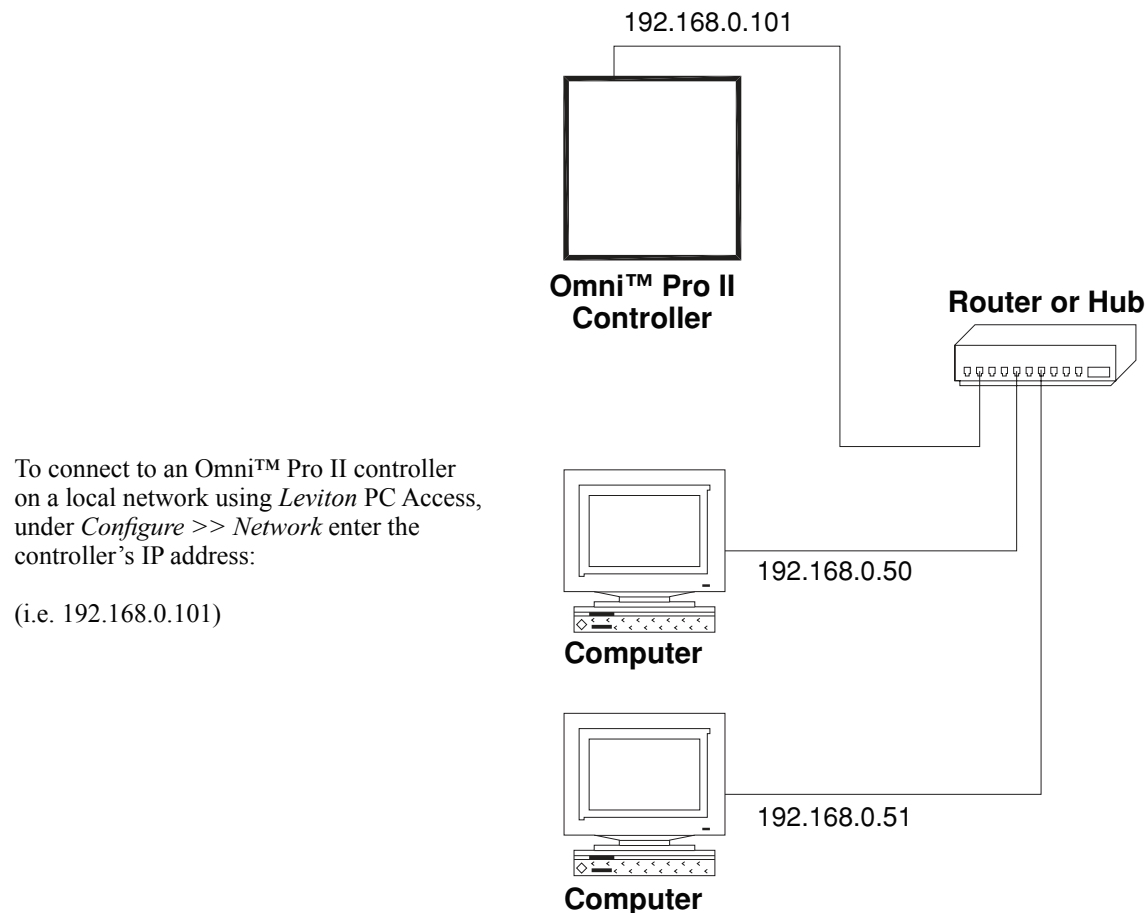 192.168.0.101
Omni™ Pro II
Controller
Router or Hub
To connect to an Omni™ Pro II controller
on a local network using Leviton PC Access,
under Configure >> Network enter the
controller’s IP address:
(i.e. 192.168.0.101)
192.168.0.50
Computer
192.168.0.51
Computer